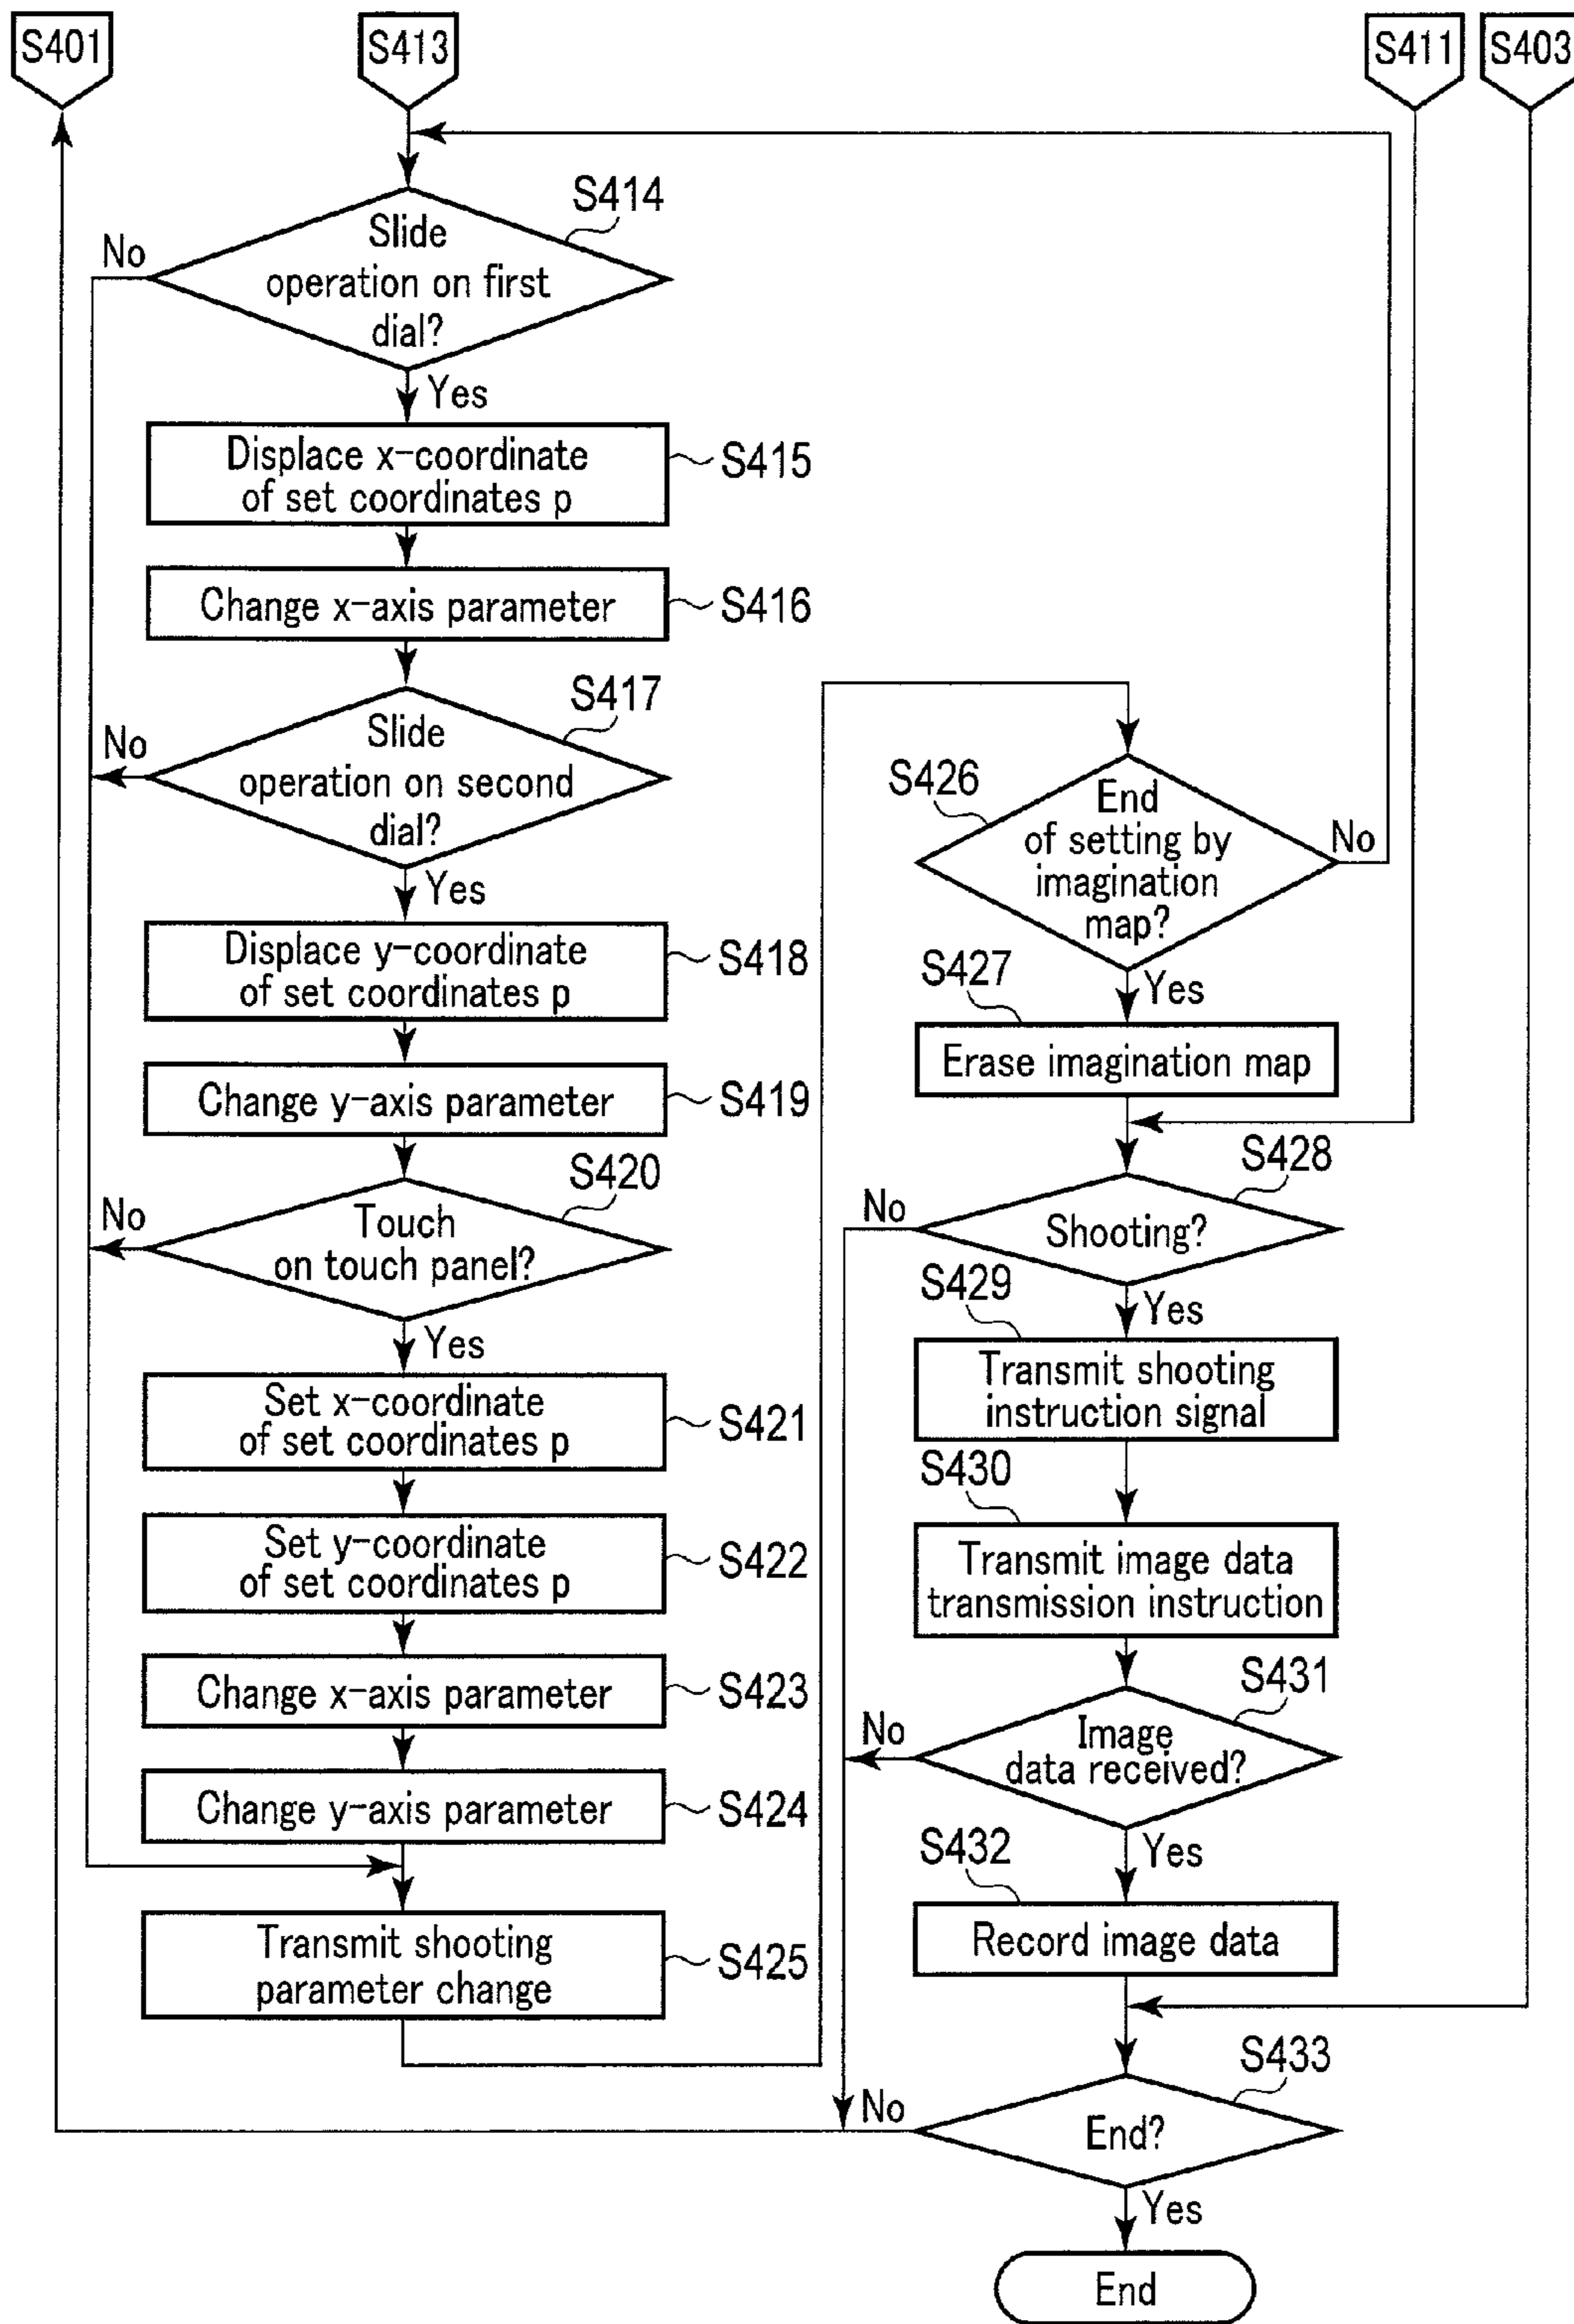 S401
S413
S411
S403
S414
Slide
operation on first
dial?
No
Yes
Displace x-coordinate
of set coordinates p
S415
Change x-axis parameter
S416
S417
Slide
operation on second
dial?
No
Yes
Displace y-coordinate
of set coordinates p
S418
Change y-axis parameter
S419
S420
Touch
on touch panel?
No
Yes
Set x-coordinate
of set coordinates p
S421
Set y-coordinate
of set coordinates p
S422
Change x-axis parameter
S423
Change y-axis parameter
S424
Transmit shooting
parameter change
S425
S426
End
of setting by
imagination
map?
No
Yes
S427
Erase imagination map
S428
Shooting?
No
Yes
S429
Transmit shooting
instruction signal
S430
Transmit image data
transmission instruction
S431
Image
data received?
No
Yes
S432
Record image data
S433
End?
No
Yes
End